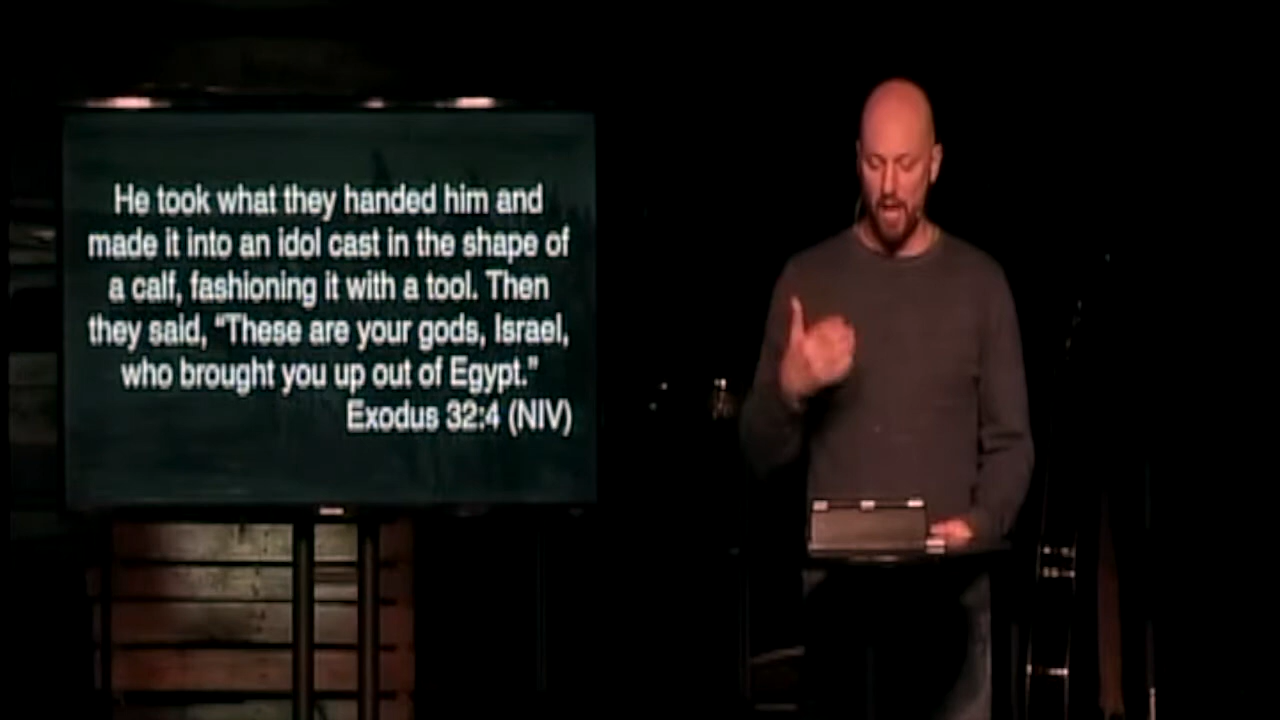 He took what they handed him and
made it into an idol cast in the shape of
a calf, fashioning it with a tool. Then
they said, “These are your gods, Israel,
who brought you up out of Egypt.”
Exodus 32:4 (NIV)